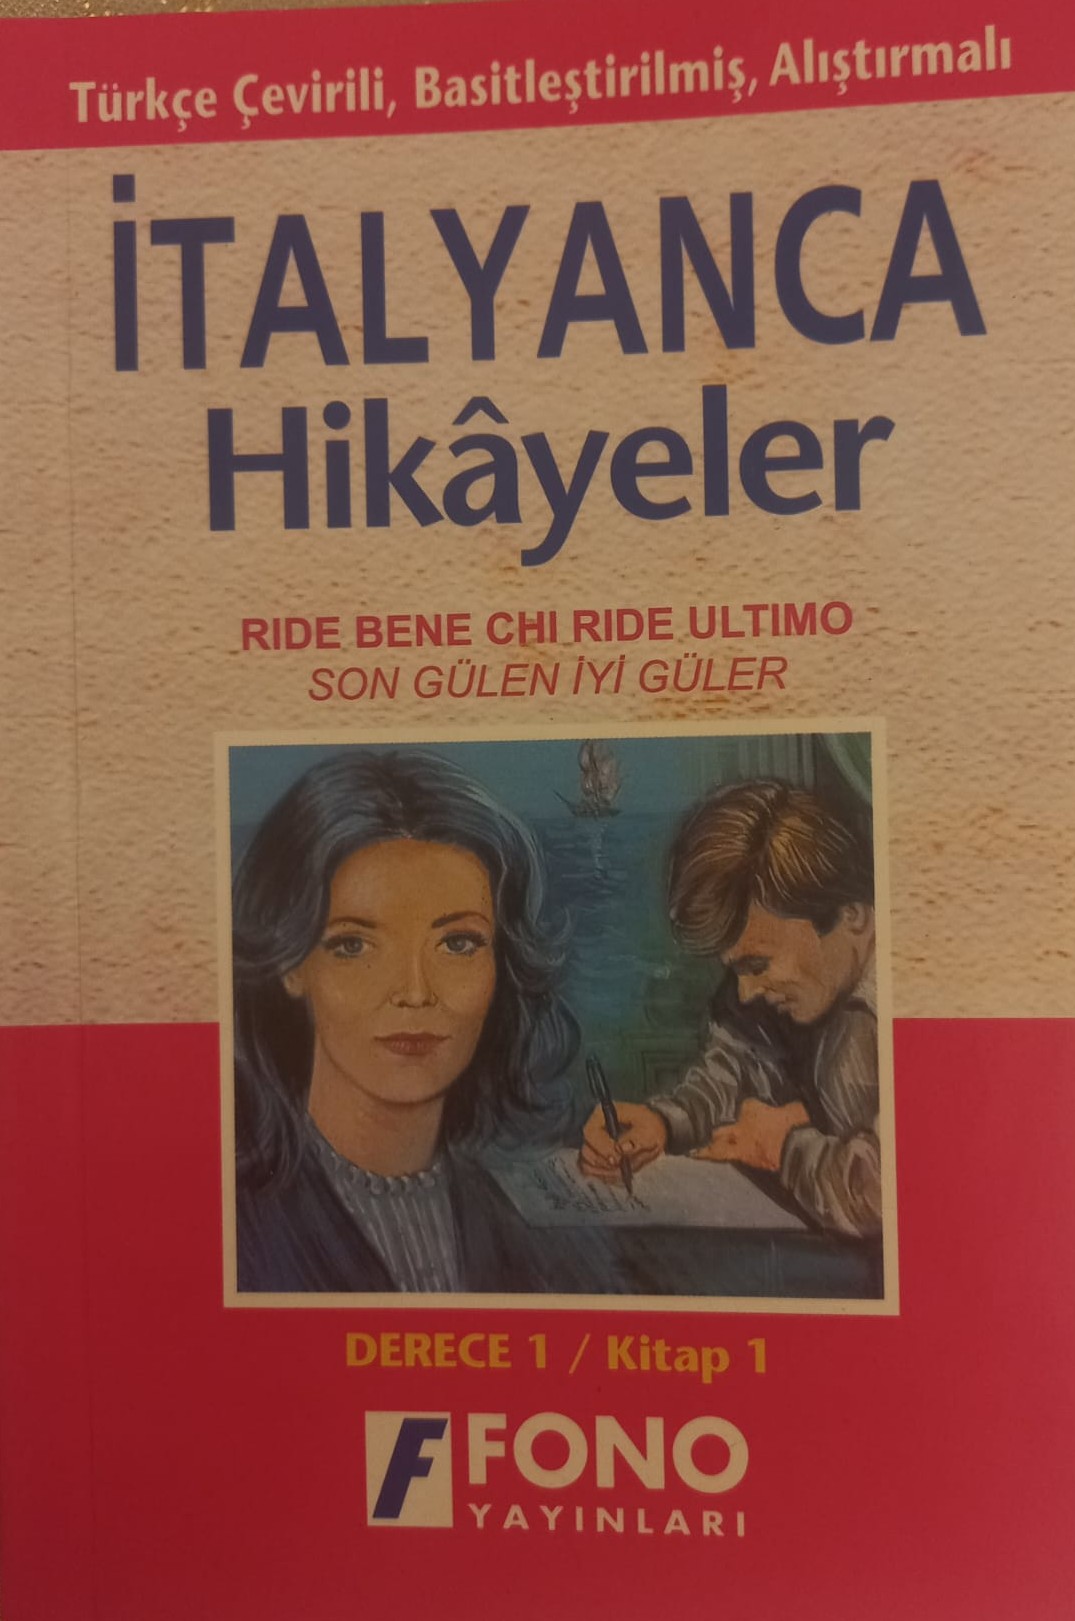 Türkçe Çevirili, Basitleştirilmiş, Alıştırmalı
İTALYANCA
Hikâyeler
RIDE BENE CHI RIDE ULTIMO
SON GÜLEN İYİ GÜLER
DERECE 1 / Kitap 1
F FONO
YAYINLARI